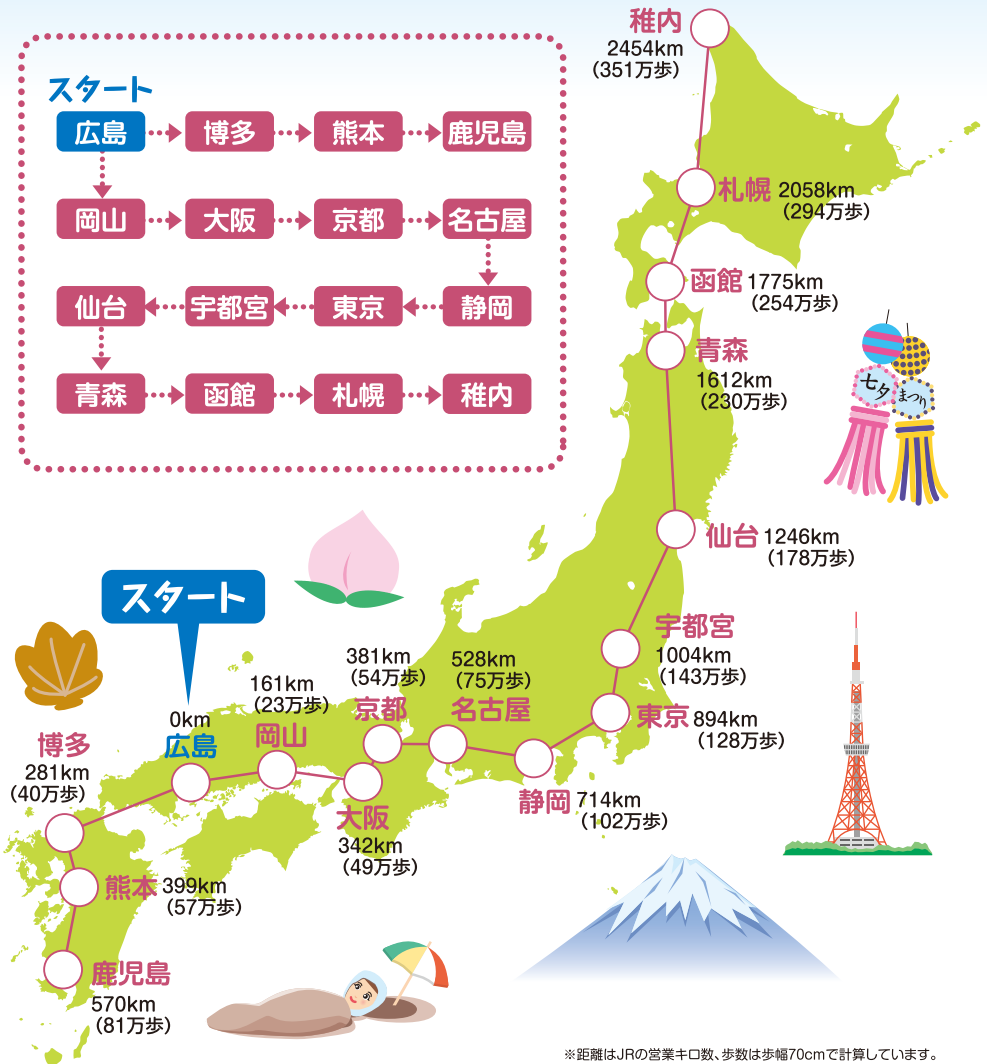 スタート
広島 博多 熊本 鹿児島
岡山 大阪 京都 名古屋
仙台 宇都宮 東京 静岡
青森 函館 札幌 稚内
稚内
2454km
(351万歩)
札幌 2058km
(294万歩)
函館 1775km
(254万歩)
青森
1612km
(230万歩)
七夕
まつり
仙台 1246km
(178万歩)
宇都宮
1004km
(143万歩)
東京 894km
(128万歩)
静岡 714km
(102万歩)
528km
(75万歩)
名古屋
381km
(54万歩)
京都
大阪
342km
(49万歩)
161km
(23万歩)
岡山
スタート
0km
広島
博多
281km
(40万歩)
熊本 399km
(57万歩)
鹿児島
570km
(81万歩)
※距離はJRの営業キロ数、歩数は歩幅70cmで計算しています。